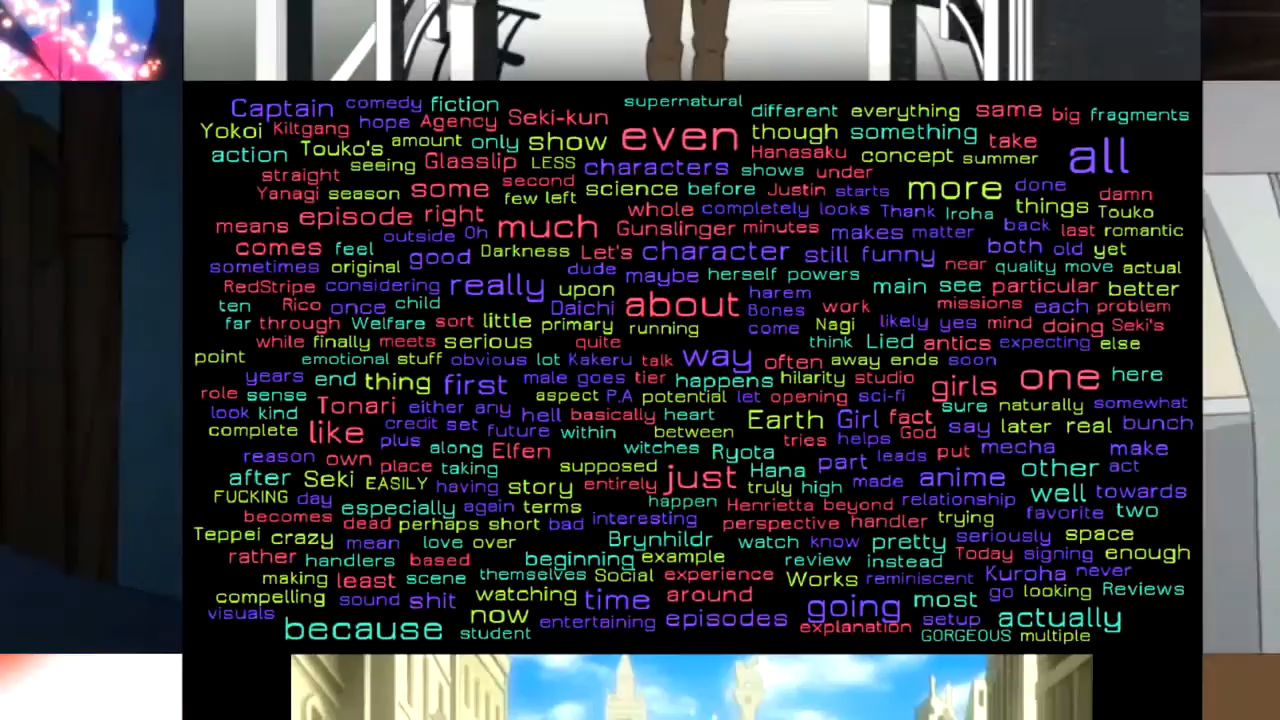 Captain comedy fiction supernatural different everything same big fragments
Yokoi Kiltgang hope Agency Seki-kun even though something take all
action Touko's amount only show Hanasaku concept summer
straight seeing Glasslip LESS characters shows under
Yanagi season some second few left science before Justin starts more done damn
means episode right whole completely looks Thank Iroha things Touko
outside Oh much Gunslinger minutes makes matter back last romantic
comes feel good Darkness Let's character still funny both old yet
sometimes original dude maybe herself powers near quality move actual
RedStripe considering really upon harem main see particular better
ten Rico once child Daichi about Bones work missions each problem
far through Welfare sort little primary running come Nagi likely yes mind doing Seki's
while finally meets serious quite think Lied antics expecting else
point emotional stuff obvious lot Kakeru talk way often away ends soon
years end thing first male goes tier happens hilarity studio girls one here
role sense aspect P.A potential let opening sci-fi
look kind Tonari either any hell basically heart Earth Girl fact sure naturally somewhat
complete like credit set future within between God say later real bunch
plus along Elfen witches Ryota tries helps put mecha make
reason own place taking supposed just Hana part leads anime other act
after Seki EASILY having story entirely truly high made well towards
FUCKING day especially again terms happen Henrietta beyond relationship favorite two
becomes dead perhaps short bad interesting perspective handler trying
Teppei crazy mean love over Brynhildr watch know pretty seriously space
rather handlers based beginning example review instead Today signing enough
making least scene themselves Social experience Works reminiscent Kuroha never
compelling sound shit watching time around going most go looking Reviews
visuals because now entertaining episodes explanation setup actually
student GORGEOUS multiple